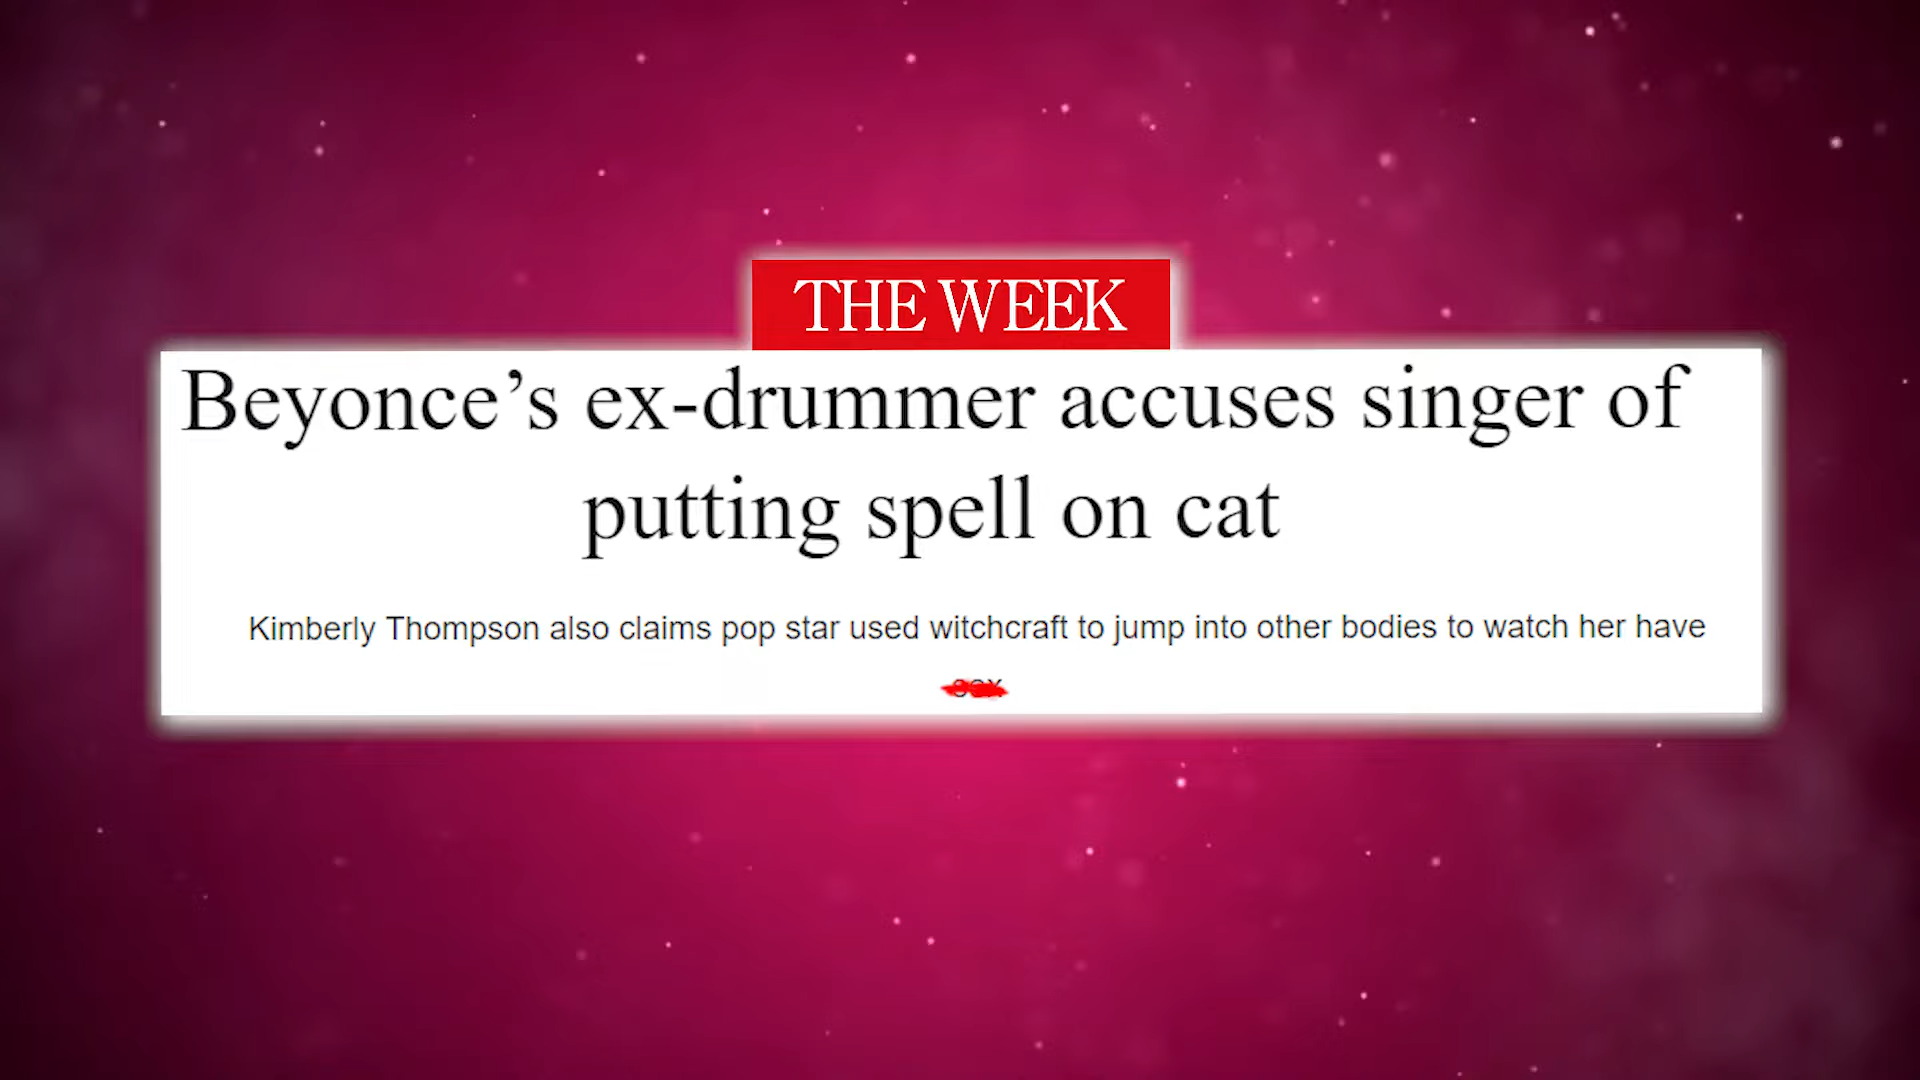 THE WEEK
Beyonce’s ex-drummer accuses singer of
putting spell on cat
Kimberly Thompson also claims pop star used witchcraft to jump into other bodies to watch her have